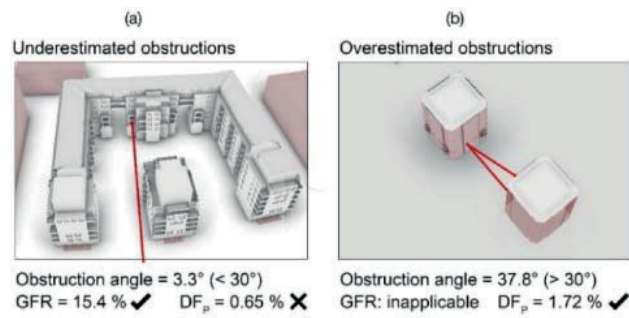 (a)
Underestimated obstructions
Obstruction angle = 3.3° (< 30°)
GFR = 15.4 % ✔ DFₚ = 0.65 % ✕
(b)
Overestimated obstructions
Obstruction angle = 37.8° (> 30°)
GFR: inapplicable DFₚ = 1.72 % ✔